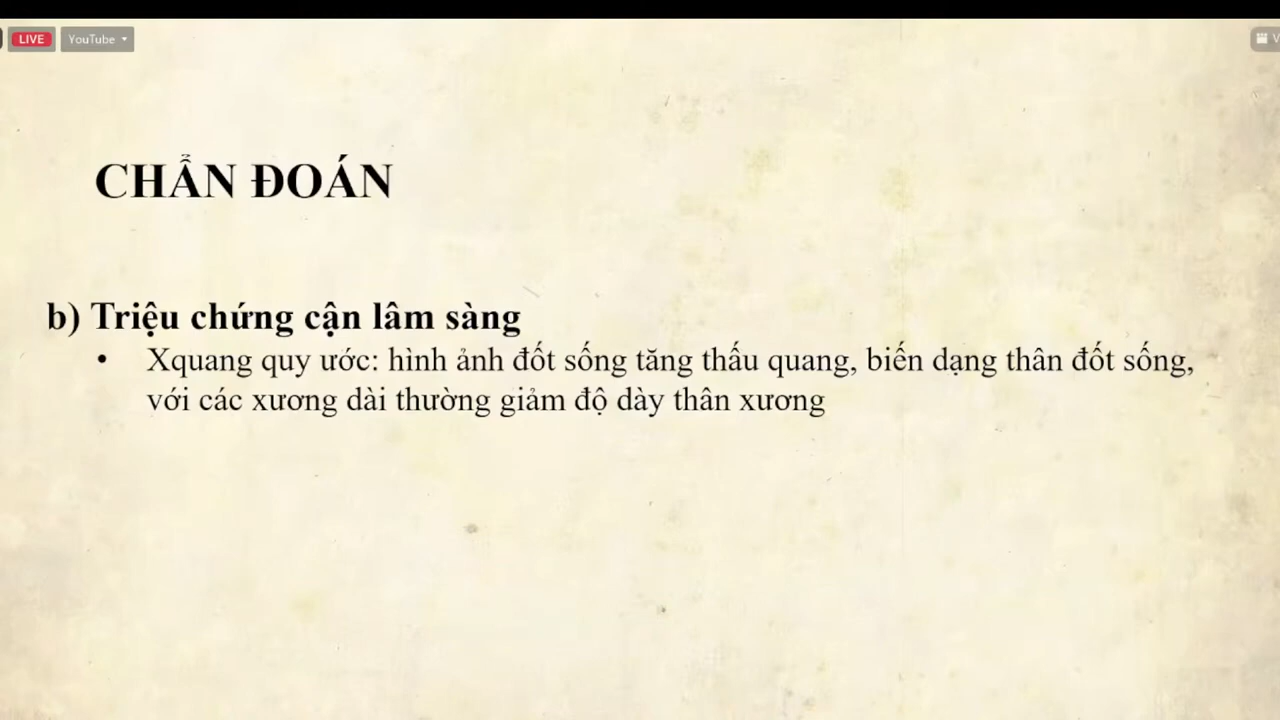 LIVE YouTube
V
CHẨN ĐOÁN
b) Triệu chứng cận lâm sàng
• Xquang quy ước: hình ảnh đốt sống tăng thấu quang, biến dạng thân đốt sống,
với các xương dài thường giảm độ dày thân xương